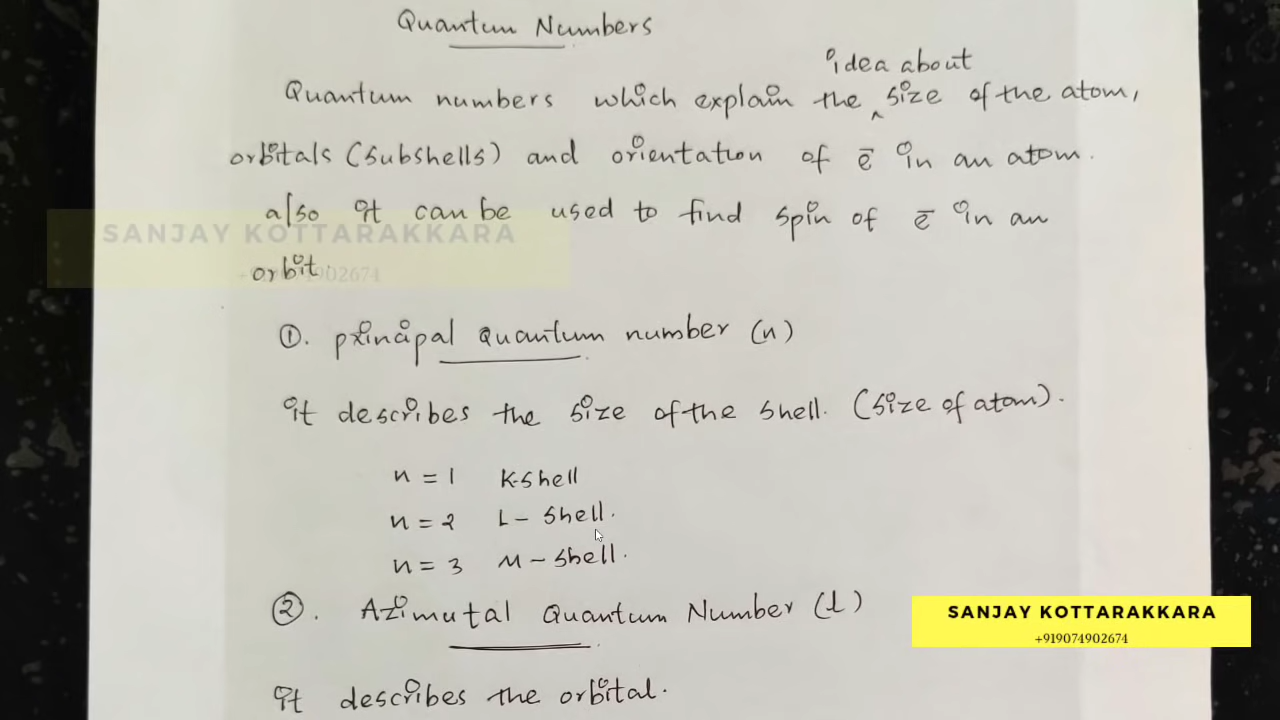 Quantum Numbers
idea about
Quantum numbers which explain the ^ size of the atom,
orbitals (subshells) and orientation of e̅ in an atom.
also it can be used to find spin of e̅ in an
SANJAY KOTTARAKKARA
orbit.
902674
①. principal Quantum number (n)
it describes the size of the shell. (size of atom).
n = 1 K-shell
n = 2 L - shell.
n = 3 M - shell.
②. Azimutal Quantum Number (l)
SANJAY KOTTARAKKARA
+919074902674
it describes the orbital.